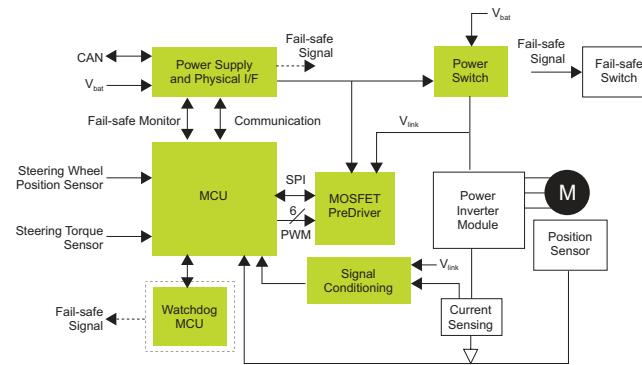 V_bat
CAN
Power Supply
and Physical I/F
Fail-safe
Signal
Power
Switch
Fail-safe
Signal
Fail-safe
Switch
V_bat
Fail-safe Monitor
Communication
V_link
Steering Wheel
Position Sensor
MCU
SPI
MOSFET
PreDriver
6
PWM
Power
Inverter
Module
M
Steering Torque
Sensor
Position
Sensor
Signal
Conditioning
V_link
Fail-safe
Signal
Watchdog
MCU
Current
Sensing